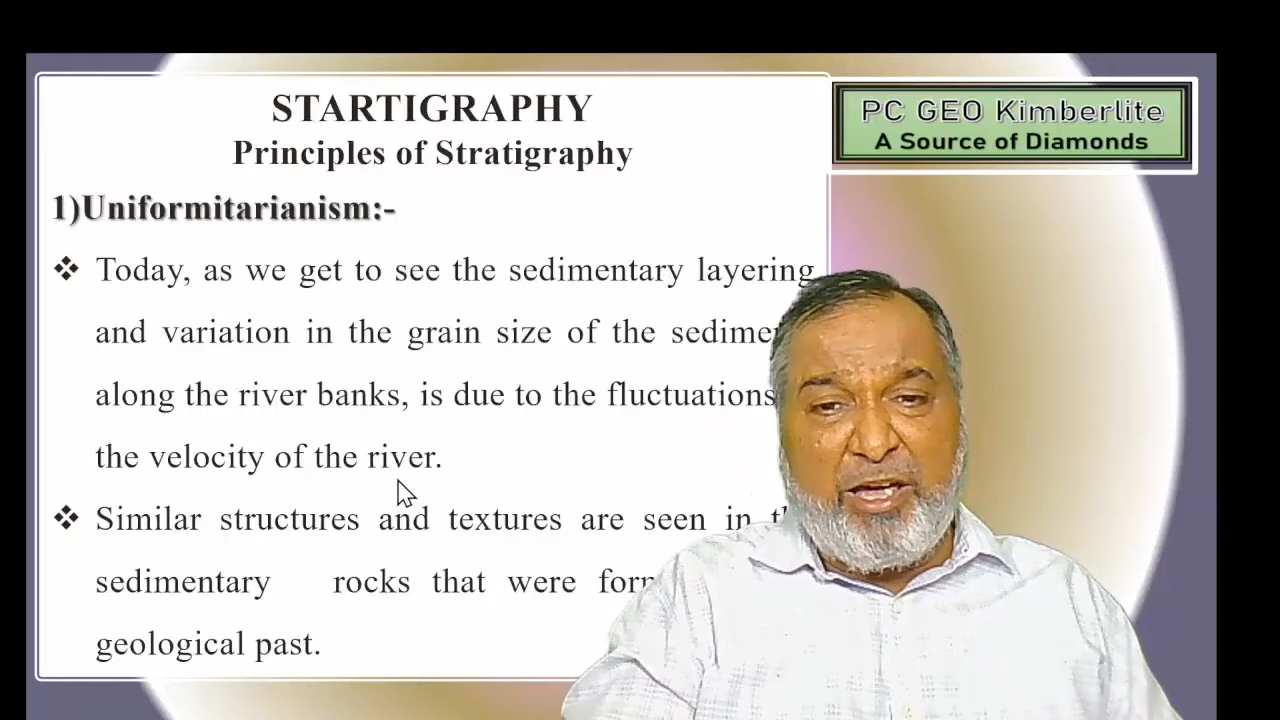 STARTIGRAPHY
Principles of Stratigraphy
PC GEO Kimberlite
A Source of Diamonds
1)Uniformitarianism:-
❖ Today, as we get to see the sedimentary layering
and variation in the grain size of the
along the river banks, is due to the fluctuations
the velocity of the river.
❖ Similar structures and textures are seen in
sedimentary rocks that were
geological past.